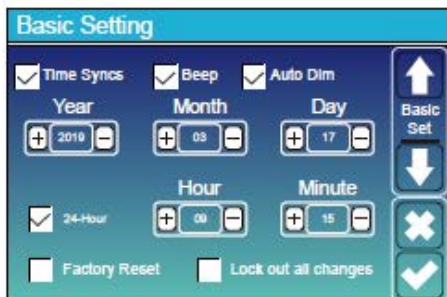 Basic Setting
Time Syncs Beep Auto Dim
Year Month Day
+ 2019 - + 03 - + 17 -
Basic
Set
Hour Minute
24-Hour + 09 - + 15 -
Factory Reset Lock out all changes